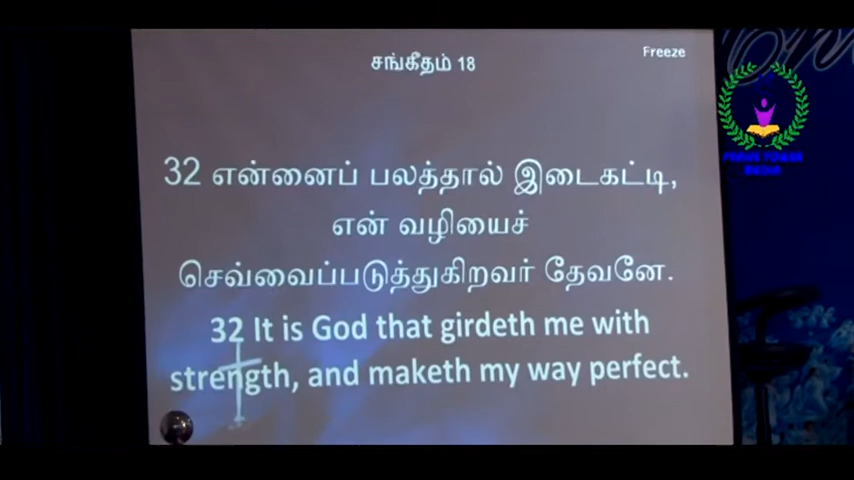 சங்கீதம் 18
Freeze
32 என்னைப் பலத்தால் இடைகட்டி,
என் வழியைச்
செவ்வைப்படுத்துகிறவர் தேவனே.
32 It is God that girdeth me with
strength, and maketh my way perfect.